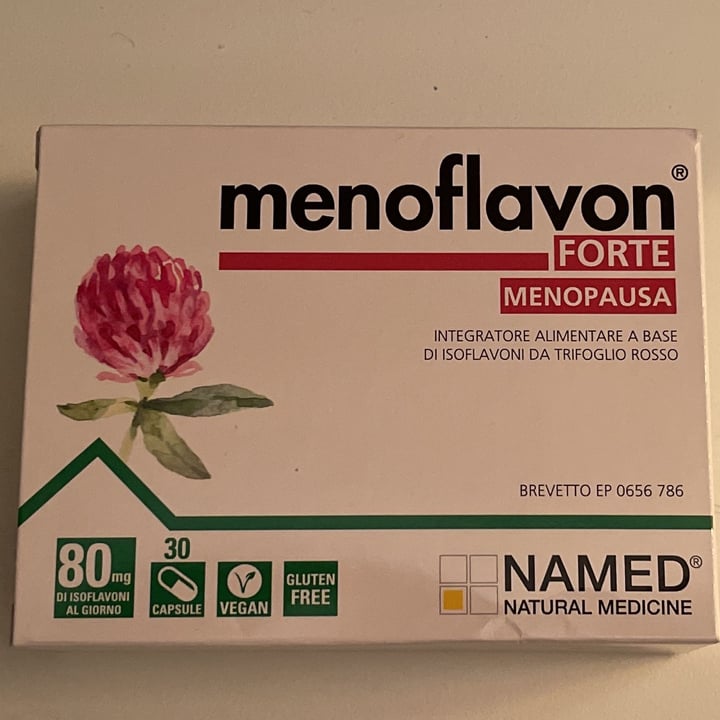 menoflavon®
FORTE
MENOPAUSA
INTEGRATORE ALIMENTARE A BASE
DI ISOFLAVONI DA TRIFOGLIO ROSSO
BREVETTO EP 0656 786
80mg
DI ISOFLAVONI
AL GIORNO
30
CAPSULE
VEGAN
GLUTEN
FREE
NAMED®
NATURAL MEDICINE